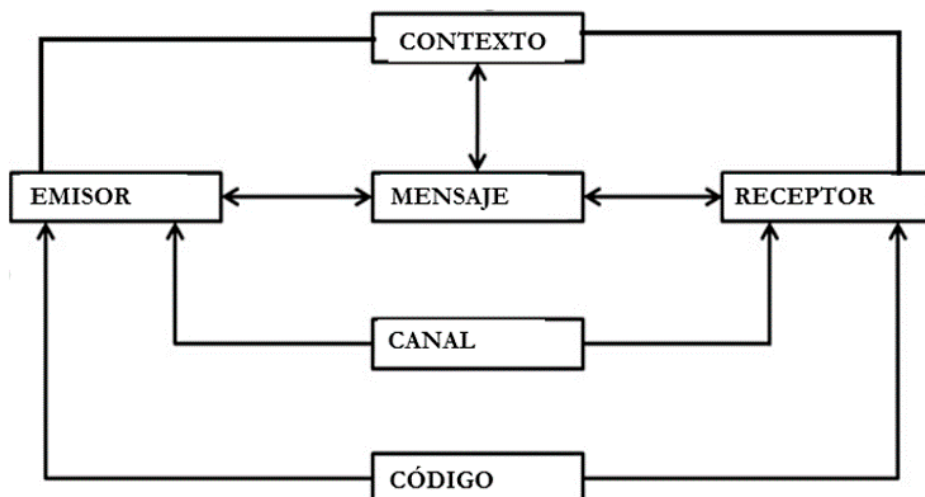 CONTEXTO
EMISOR
MENSAJE
RECEPTOR
CANAL
CÓDIGO